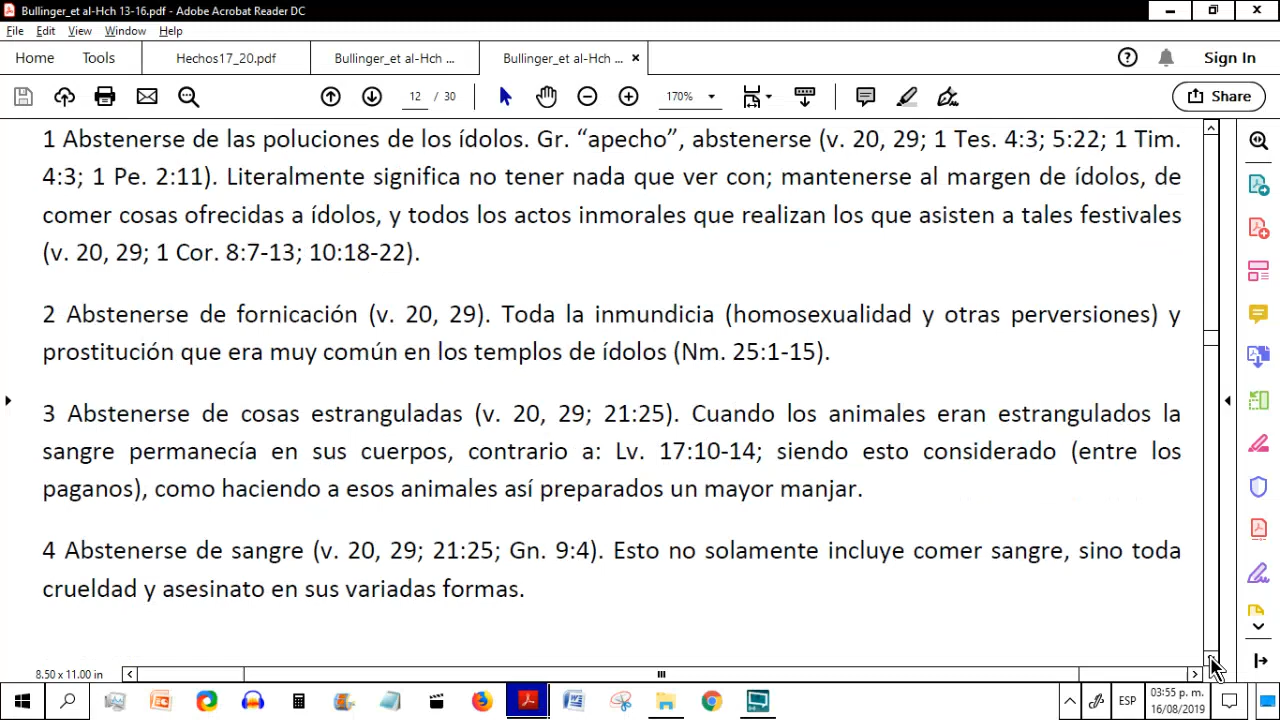 Bullinger_et al-Hch 13-16.pdf - Adobe Acrobat Reader DC
File Edit View Window Help
Home Tools Hechos17_20.pdf Bullinger_et al-Hch ... Bullinger_et al-Hch ... × Sign In
12 / 30 170% Share
1 Abstenerse de las poluciones de los ídolos. Gr. “apecho”, abstenerse (v. 20, 29; 1 Tes. 4:3; 5:22; 1 Tim.
4:3; 1 Pe. 2:11). Literalmente significa no tener nada que ver con; mantenerse al margen de ídolos, de
comer cosas ofrecidas a ídolos, y todos los actos inmorales que realizan los que asisten a tales festivales
(v. 20, 29; 1 Cor. 8:7-13; 10:18-22).
2 Abstenerse de fornicación (v. 20, 29). Toda la inmundicia (homosexualidad y otras perversiones) y
prostitución que era muy común en los templos de ídolos (Nm. 25:1-15).
3 Abstenerse de cosas estranguladas (v. 20, 29; 21:25). Cuando los animales eran estrangulados la
sangre permanecía en sus cuerpos, contrario a: Lv. 17:10-14; siendo esto considerado (entre los
paganos), como haciendo a esos animales así preparados un mayor manjar.
4 Abstenerse de sangre (v. 20, 29; 21:25; Gn. 9:4). Esto no solamente incluye comer sangre, sino toda
crueldad y asesinato en sus variadas formas.
8.50 x 11.00 in
ESP 03:55 p. m.
16/08/2019